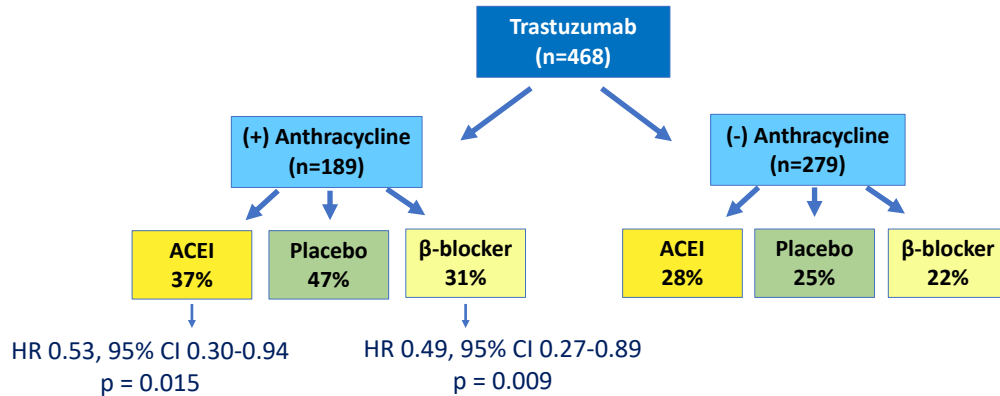 Trastuzumab
(n=468)
(+) Anthracycline
(n=189)
(-) Anthracycline
(n=279)
ACEI
37%
Placebo
47%
β-blocker
31%
ACEI
28%
Placebo
25%
β-blocker
22%
HR 0.53, 95% CI 0.30-0.94
p = 0.015
HR 0.49, 95% CI 0.27-0.89
p = 0.009